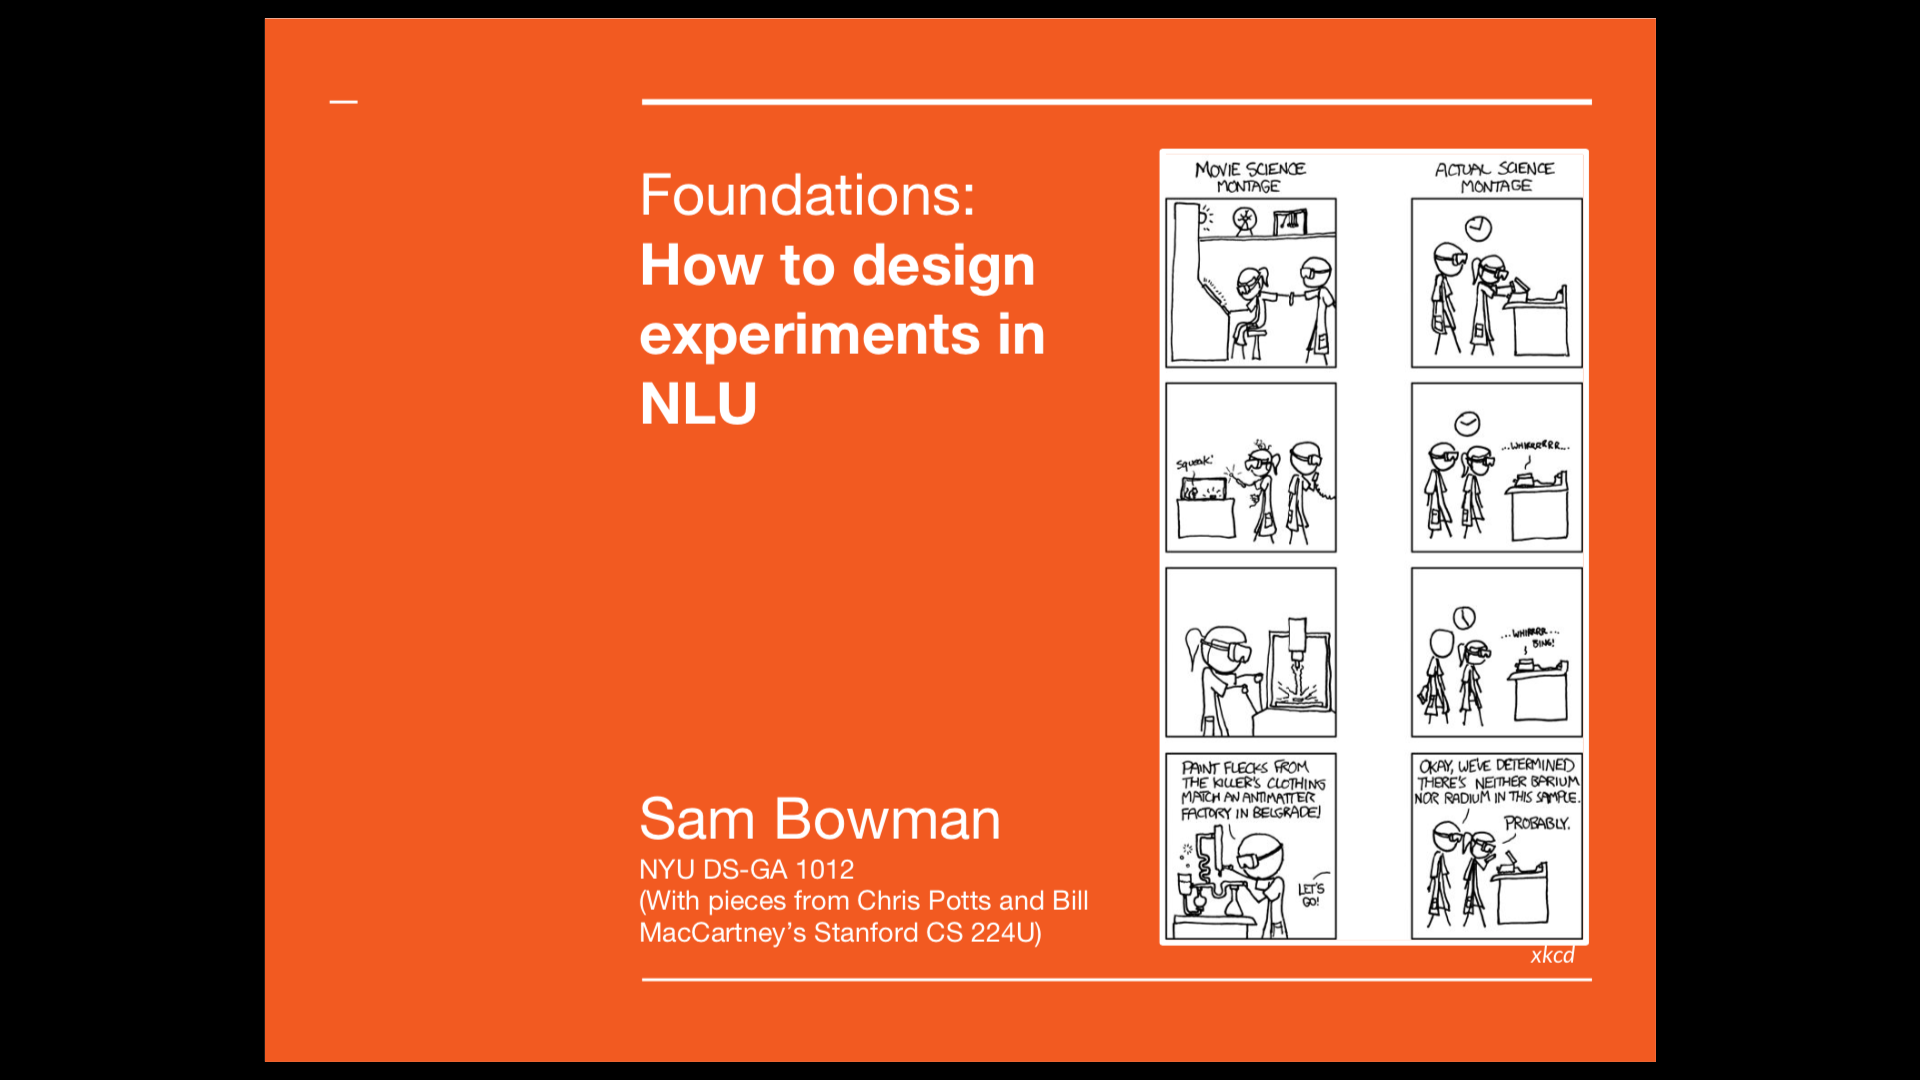 Foundations:
How to design
experiments in
NLU
Sam Bowman
NYU DS-GA 1012
(With pieces from Chris Potts and Bill
MacCartney’s Stanford CS 224U)
MOVIE SCIENCE
MONTAGE
SQUEAK!
PAINT FLECKS FROM
THE KILLER'S CLOTHING
MATCH AN ANTIMATTER
FACTORY IN BELGRADE!
LET'S
GO!
ACTUAL SCIENCE
MONTAGE
...WHIRRRRR...
...WHIRRRR...
BING!
OKAY, WE'VE DETERMINED
THERE'S NEITHER BARIUM
NOR RADIUM IN THIS SAMPLE.
PROBABLY.
xkcd